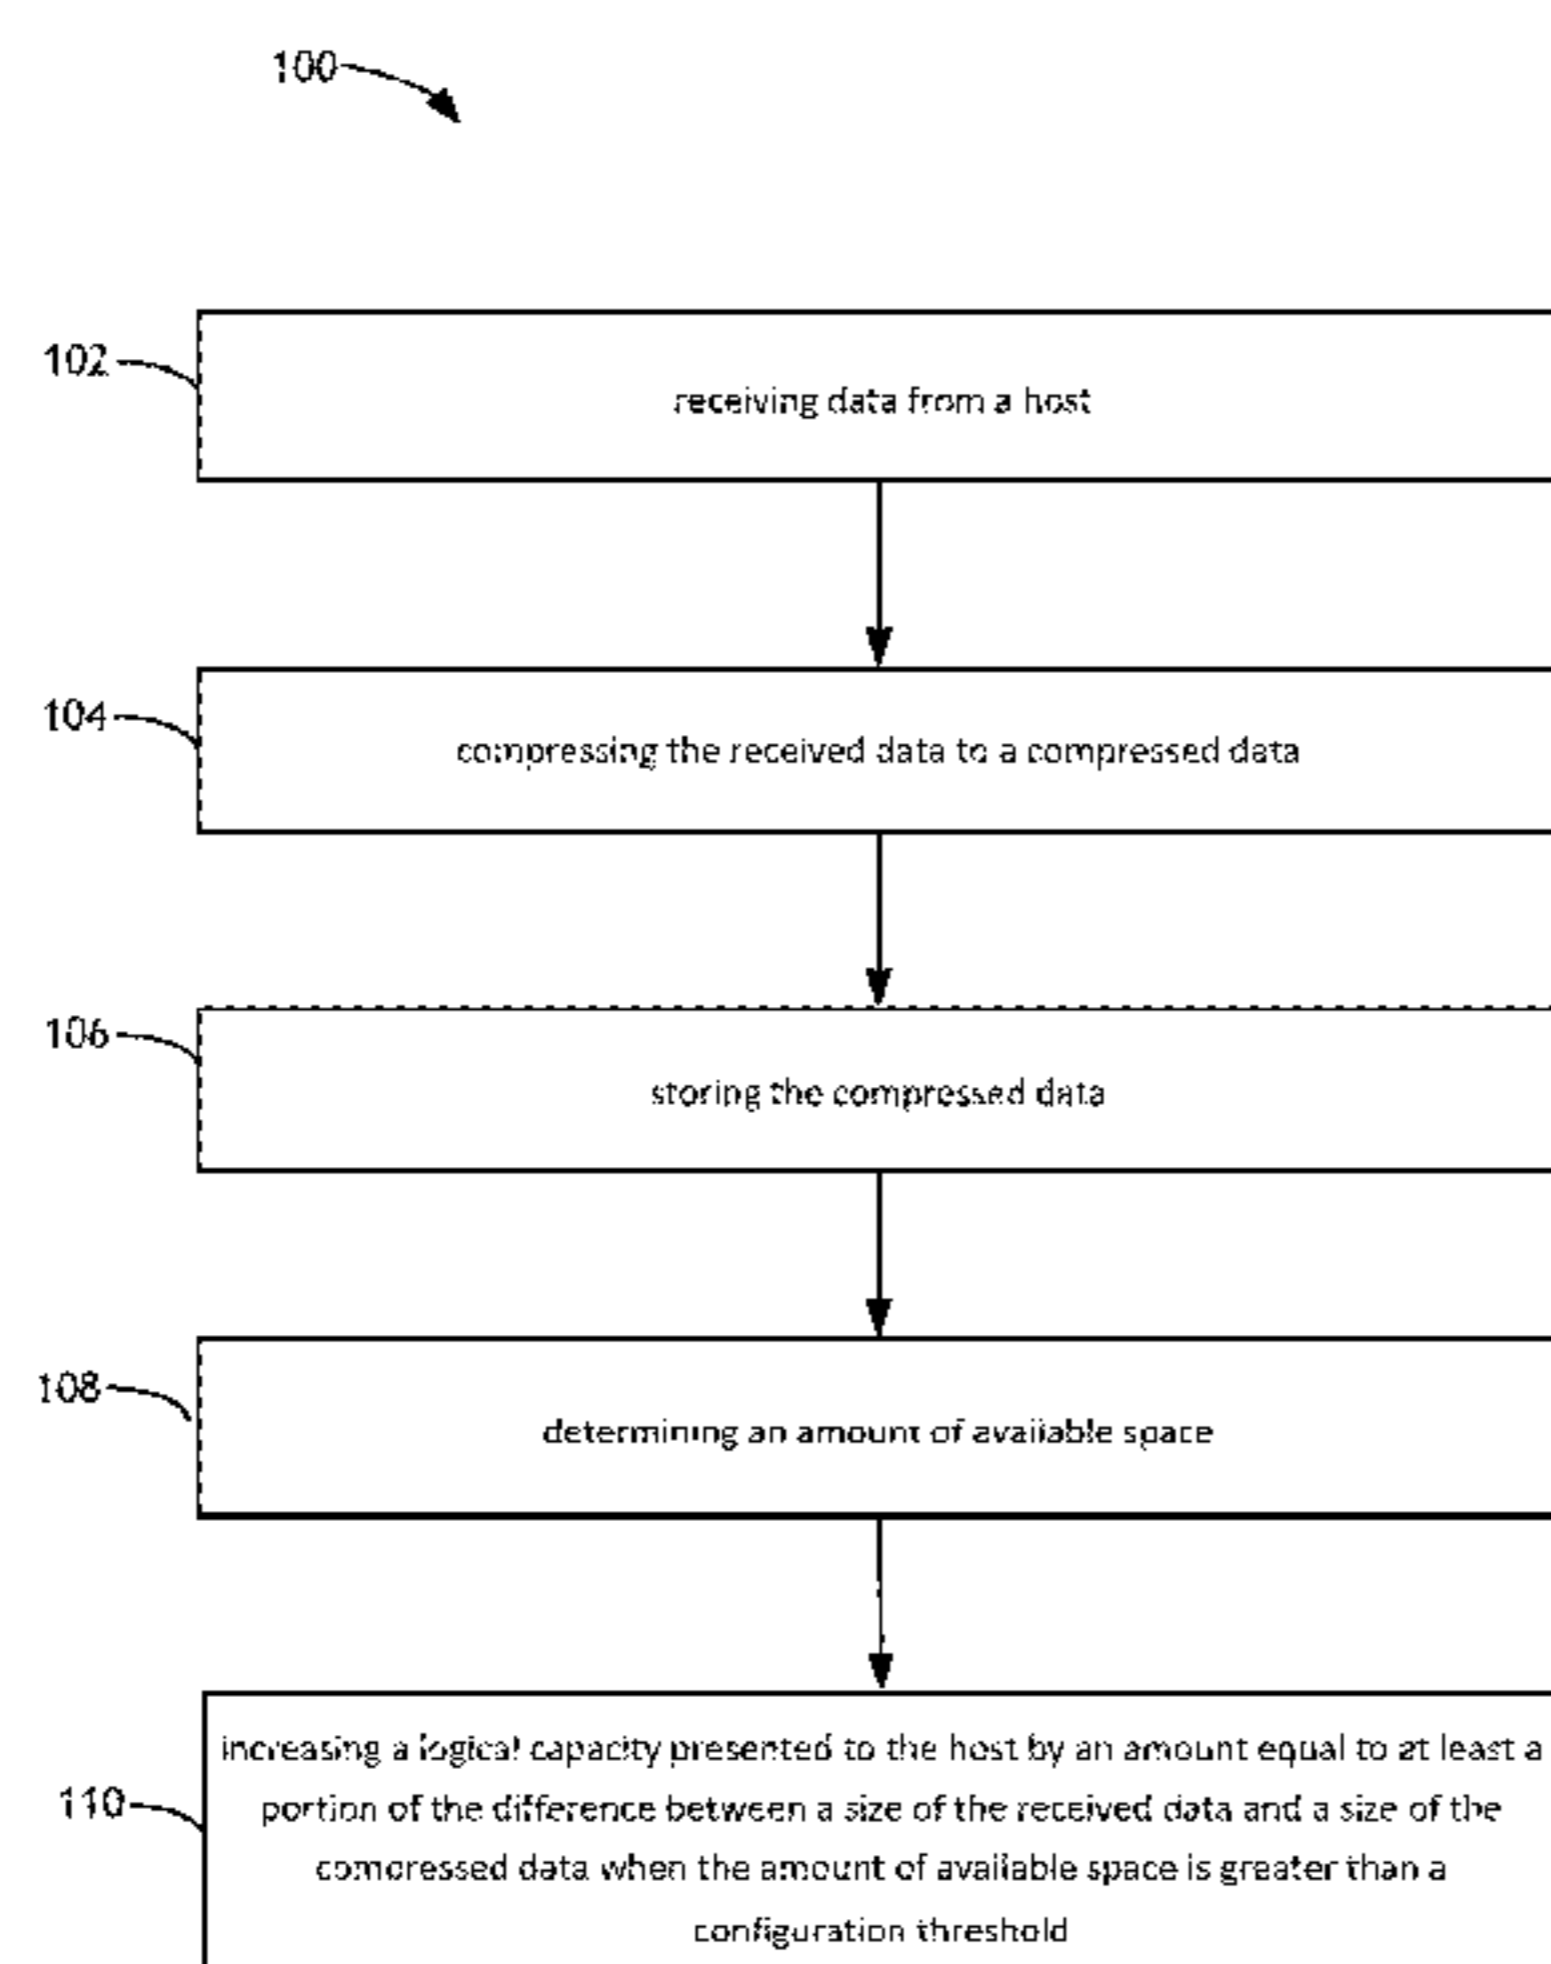 100
102
receiving data from a host
104
compressing the received data to a compressed data
106
storing the compressed data
108
determining an amount of available space
110
increasing a logical capacity presented to the host by an amount equal to at least a
portion of the difference between a size of the received data and a size of the
compressed data when the amount of available space is greater than a
configuration threshold